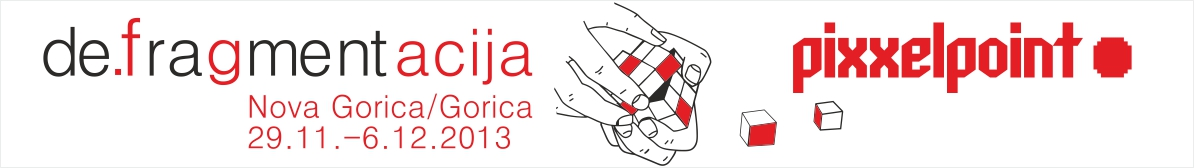 de.fragmentacija
Nova Gorica/Gorica
29.11.–6.12.2013
pixxelpoint